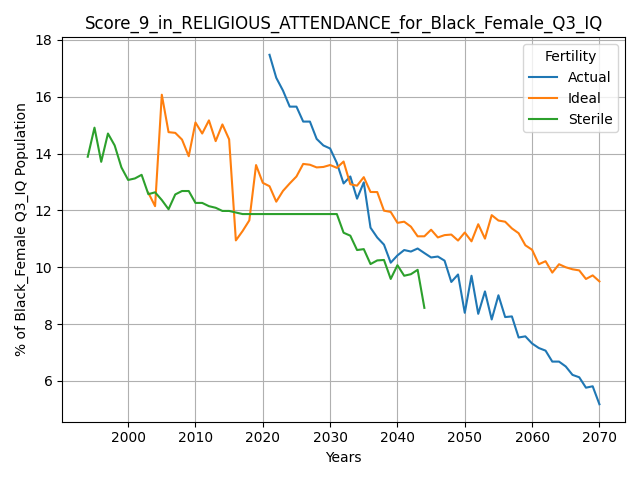 Score_9_in_RELIGIOUS_ATTENDANCE_for_Black_Female_Q3_IQ
% of Black_Female Q3_IQ Population
18
16
14
12
10
8
6
Fertility
Actual
Ideal
Sterile
2000 2010 2020 2030 2040 2050 2060 2070
Years